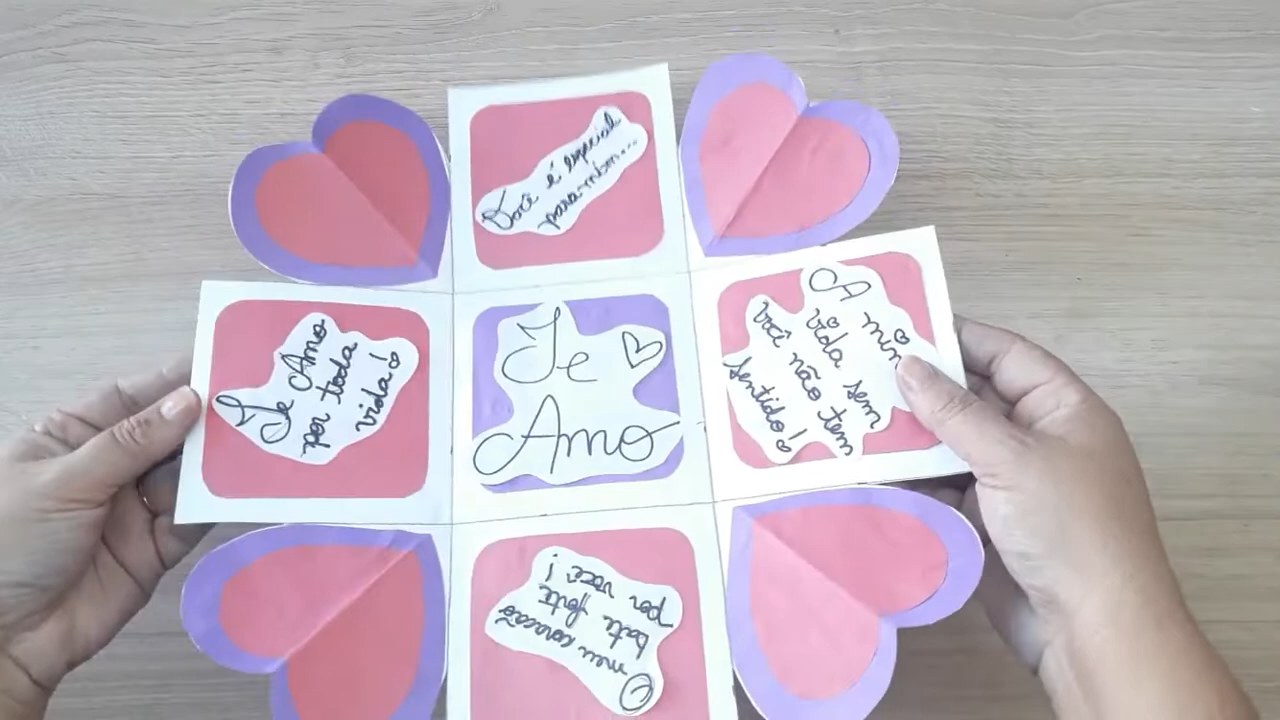 Você é especial
para mim...
Te Amo
por toda
vida!
Te
Amo
A minha
vida sem
você não tem
sentido!
O meu coração
bate forte
por você!